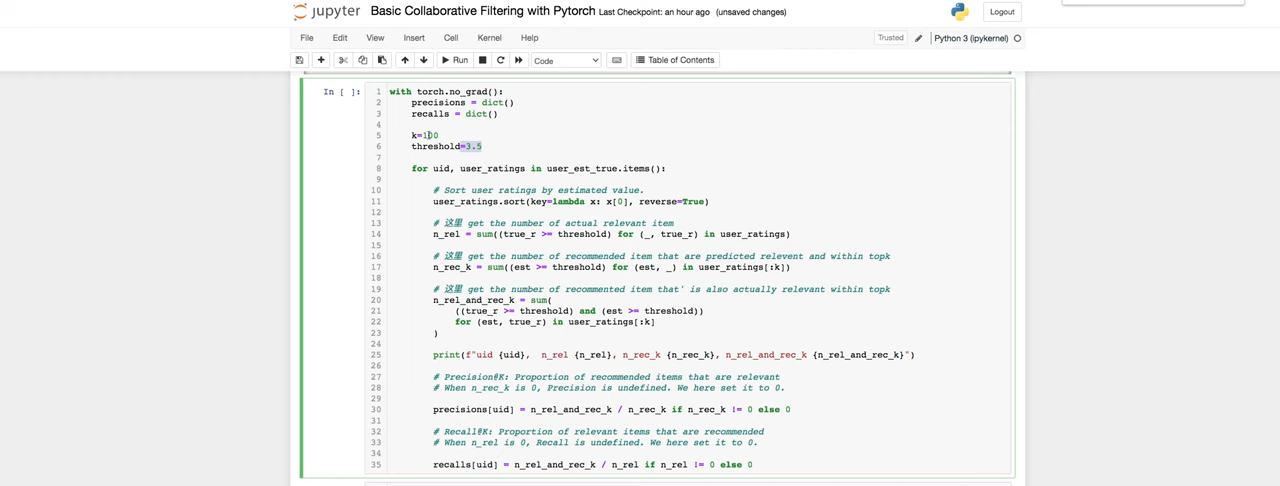 jupyter Basic Collaborative Filtering with Pytorch Last Checkpoint: an hour ago (unsaved changes) Logout
File Edit View Insert Cell Kernel Help Trusted Python 3 (ipykernel)
Run Code Table of Contents
In [ ]: 1 with torch.no_grad():
2 precisions = dict()
3 recalls = dict()
4
5 k=100
6 threshold=3.5
7
8 for uid, user_ratings in user_est_true.items():
9
10 # Sort user ratings by estimated value.
11 user_ratings.sort(key=lambda x: x[0], reverse=True)
12
13 # 这里 get the number of actual relevant item
14 n_rel = sum((true_r >= threshold) for (_, true_r) in user_ratings)
15
16 # 这里 get the number of recommended item that are predicted relevent and within topk
17 n_rec_k = sum((est >= threshold) for (est, _) in user_ratings[:k])
18
19 # 这里 get the number of recommented item that' is also actually relevant within topk
20 n_rel_and_rec_k = sum(
21 ((true_r >= threshold) and (est >= threshold))
22 for (est, true_r) in user_ratings[:k]
23 )
24
25 print(f"uid {uid},  n_rel {n_rel}, n_rec_k {n_rec_k}, n_rel_and_rec_k {n_rel_and_rec_k}")
26
27 # Precision@K: Proportion of recommended items that are relevant
28 # When n_rec_k is 0, Precision is undefined. We here set it to 0.
29
30 precisions[uid] = n_rel_and_rec_k / n_rec_k if n_rec_k != 0 else 0
31
32 # Recall@K: Proportion of relevant items that are recommended
33 # When n_rel is 0, Recall is undefined. We here set it to 0.
34
35 recalls[uid] = n_rel_and_rec_k / n_rel if n_rel != 0 else 0